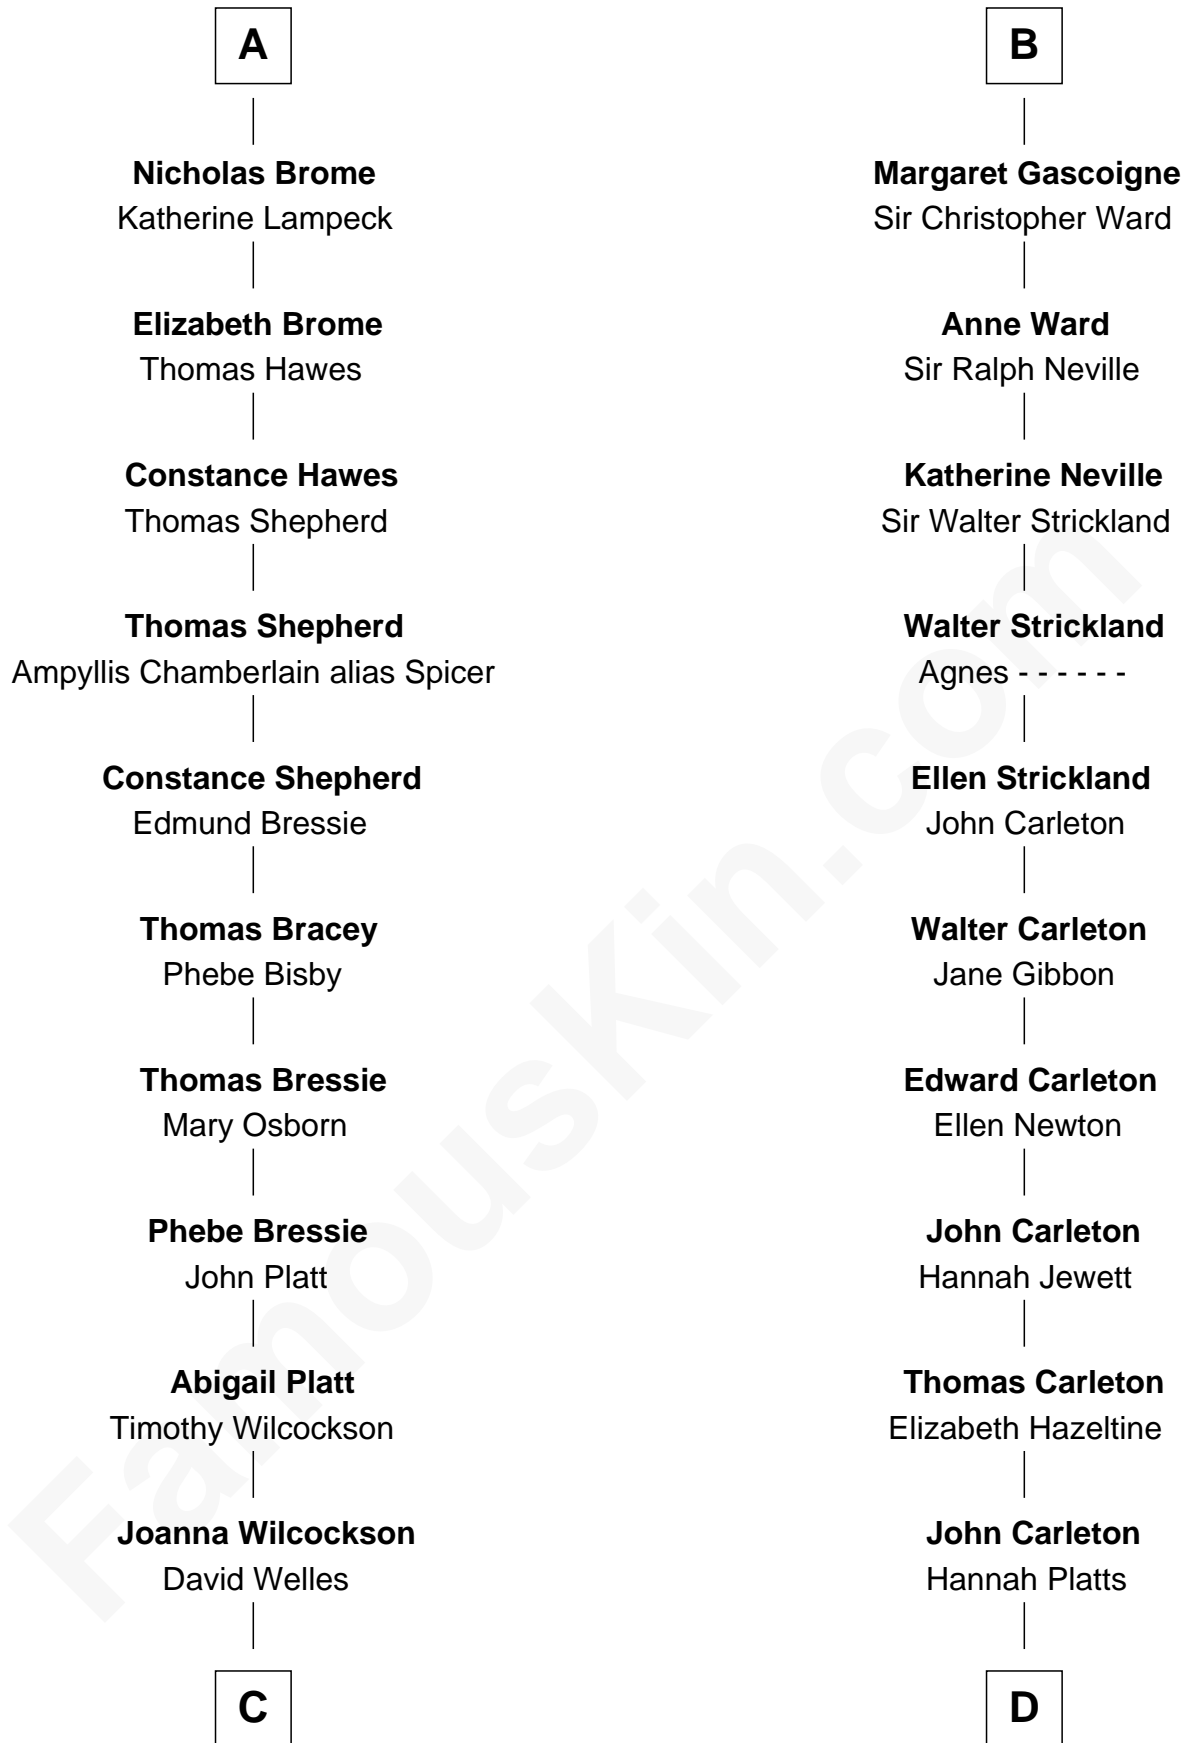 A
Nicholas Brome
Katherine Lampeck
Elizabeth Brome
Thomas Hawes
Constance Hawes
Thomas Shepherd
Thomas Shepherd
Ampyllis Chamberlain alias Spicer
Constance Shepherd
Edmund Bressie
Thomas Bracey
Phebe Bisby
Thomas Bressie
Mary Osborn
Phebe Bressie
John Platt
Abigail Platt
Timothy Wilcockson
Joanna Wilcockson
David Welles
C
B
Margaret Gascoigne
Sir Christopher Ward
Anne Ward
Sir Ralph Neville
Katherine Neville
Sir Walter Strickland
Walter Strickland
Agnes - - - - - -
Ellen Strickland
John Carleton
Walter Carleton
Jane Gibbon
Edward Carleton
Ellen Newton
John Carleton
Hannah Jewett
Thomas Carleton
Elizabeth Hazeltine
John Carleton
Hannah Platts
D
FamousKin.com